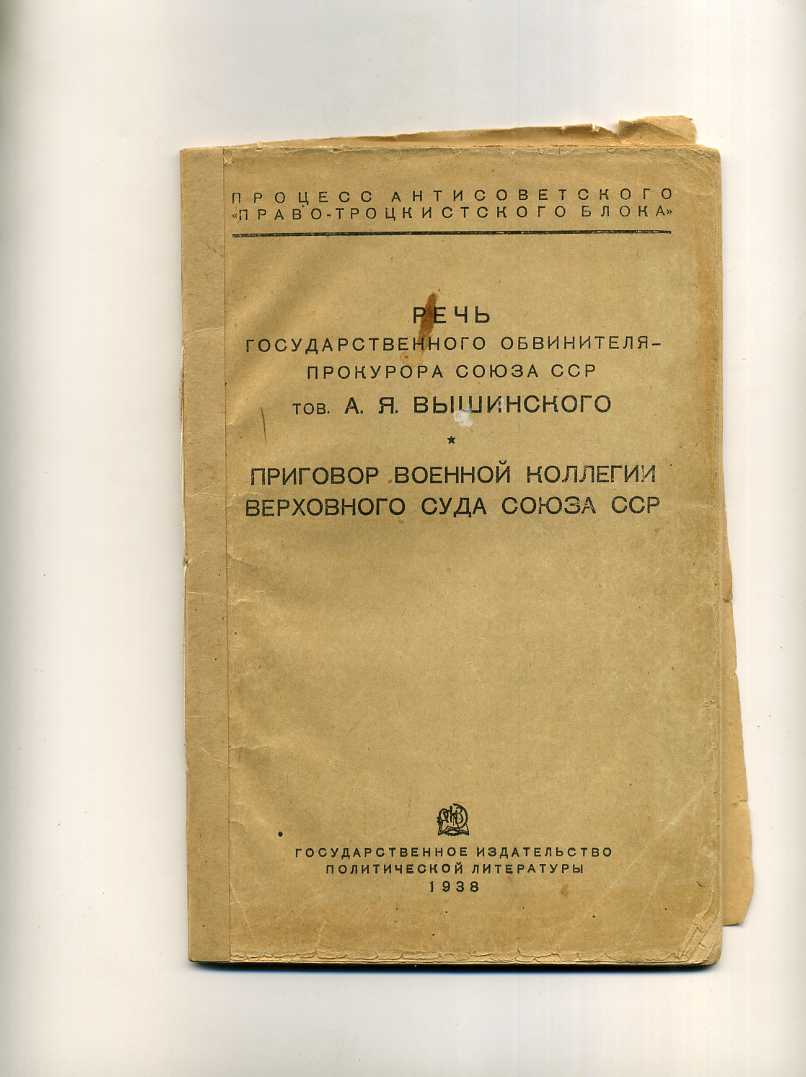 ПРОЦЕСС АНТИСОВЕТСКОГО
«ПРАВО-ТРОЦКИСТСКОГО БЛОКА»
РЕЧЬ
ГОСУДАРСТВЕННОГО ОБВИНИТЕЛЯ-
ПРОКУРОРА СОЮЗА ССР
ТОВ. А. Я. ВЫШИНСКОГО
★
ПРИГОВОР ВОЕННОЙ КОЛЛЕГИИ
ВЕРХОВНОГО СУДА СОЮЗА ССР
ГОСУДАРСТВЕННОЕ ИЗДАТЕЛЬСТВО
ПОЛИТИЧЕСКОЙ ЛИТЕРАТУРЫ
1938